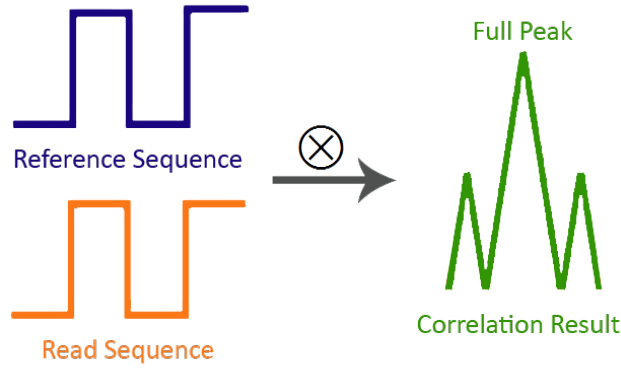 Full Peak
Reference Sequence
Read Sequence
Correlation Result